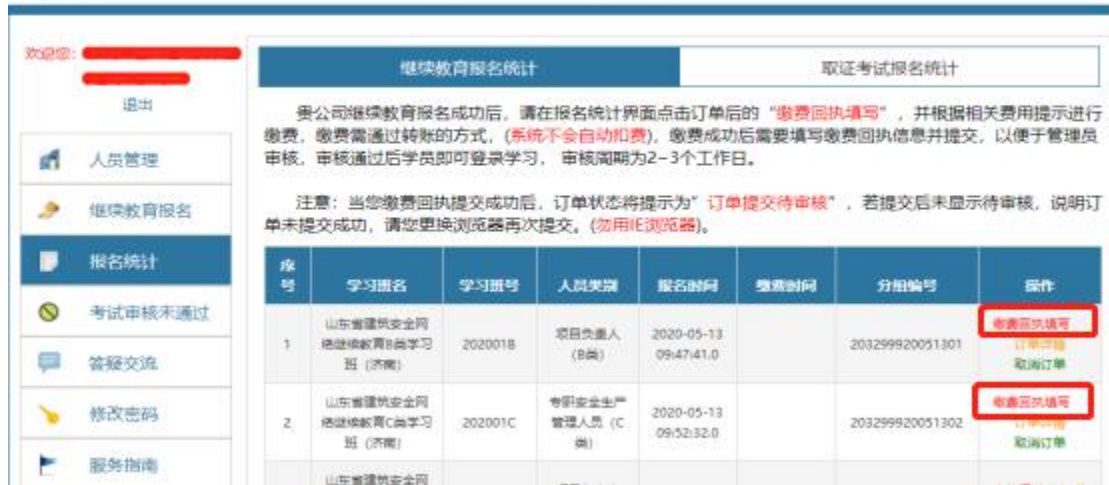 欢迎您:
退出
人员管理
继续教育报名
报名统计
考试审核未通过
答疑交流
修改密码
服务指南
继续教育报名统计
取证考试报名统计
贵公司继续教育报名成功后，请在报名统计界面点击订单后的“缴费回执填写”，并根据相关费用提示进行
缴费，缴费需通过转账的方式，(系统不会自动扣费)，缴费成功后需要填写缴费回执信息并提交，以便于管理员
审核，审核通过后学员即可登录学习， 审核周期为2-3个工作日。
注意：当您缴费回执提交成功后，订单状态将提示为”订单提交待审核”，若提交后未显示待审核，说明订
单未提交成功，请您更换浏览器再次提交。(勿用IE浏览器)。
序号 学习班名 学习班号 人员类别 报名时间 缴费时间 分组编号 操作
1 山东省建筑安全网络继续教育B类学习班（济南） 202001B 项目负责人（B类） 2020-05-13 09:47:41.0 203299920051301 缴费回执填写
订单详情
取消订单
2 山东省建筑安全网络继续教育C类学习班（济南） 202001C 专职安全生产管理人员（C类） 2020-05-13 09:52:32.0 203299920051302 缴费回执填写
订单详情
取消订单
山东省建筑安全网